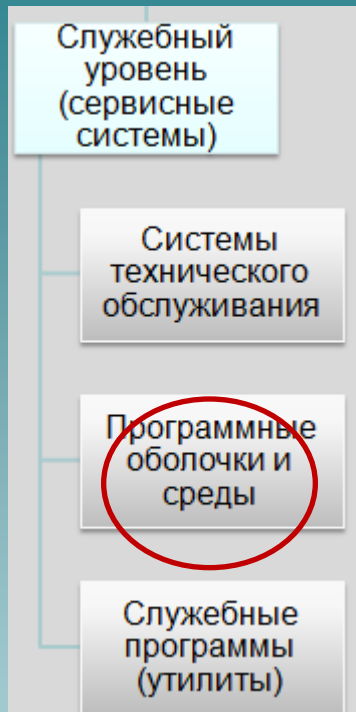 Служебный
уровень
(сервисные
системы)
Системы
технического
обслуживания
Программные
оболочки и
среды
Служебные
программы
(утилиты)